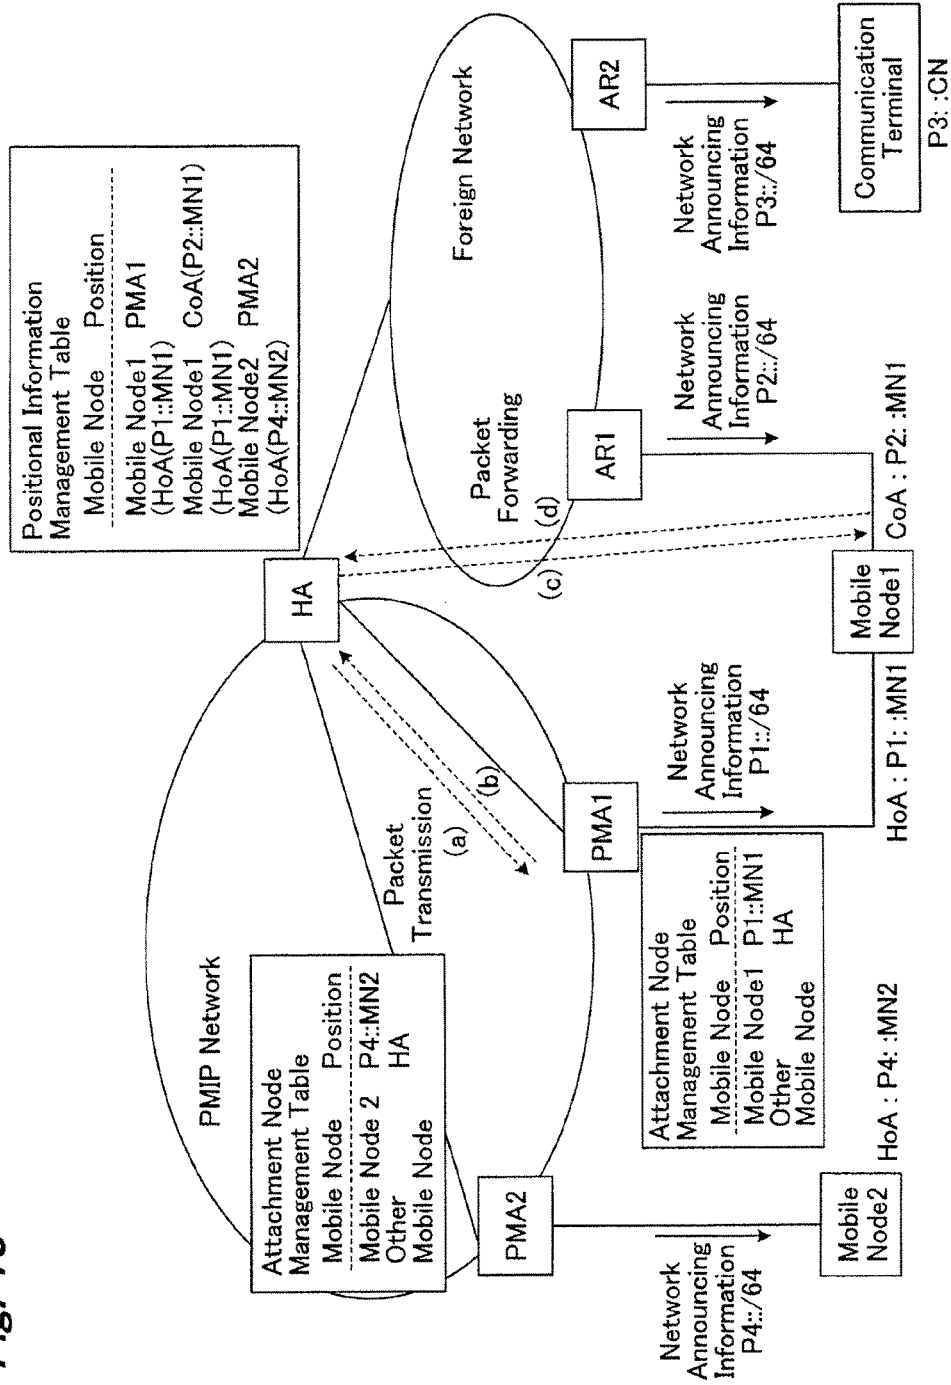 Positional Information
Management Table
Mobile Node Position
Mobile Node1 PMA1
(HoA(P1::MN1)
Mobile Node1 CoA(P2::MN1)
(HoA(P1::MN1)
Mobile Node2 PMA2
(HoA(P4::MN2)
HA
PMIP Network
Foreign Network
Attachment Node
Management Table
Mobile Node Position
Mobile Node 2 P4::MN2
Other HA
Mobile Node
Packet
Transmission
(a)
(b)
(c)
(d)
Packet
Forwarding
PMA2
PMA1
AR1
AR2
Attachment Node
Management Table
Mobile Node Position
Mobile Node1 P1::MN1
Other HA
Mobile Node
Network
Announcing
Information
P4::/64
Network
Announcing
Information
P1::/64
Network
Announcing
Information
P2::/64
Network
Announcing
Information
P3::/64
Mobile
Node2
HoA : P4: :MN2
HoA : P1: :MN1
Mobile
Node1
CoA : P2: :MN1
Communication
Terminal
P3: :CN